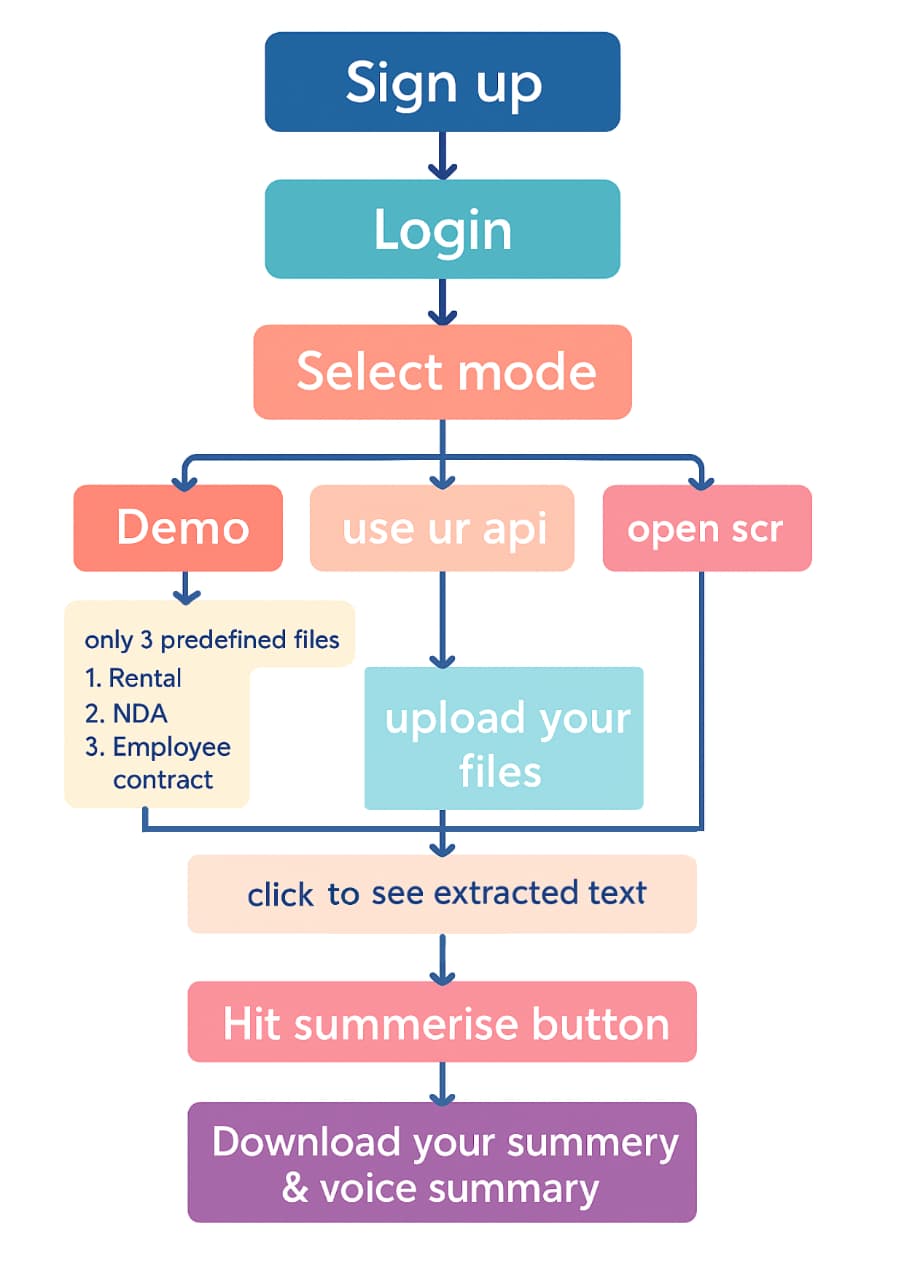 Sign up
Login
Select mode
Demo
use ur api
open scr
only 3 predefined files
1. Rental
2. NDA
3. Employee
contract
upload your
files
click to see extracted text
Hit summerise button
Download your summery
& voice summary